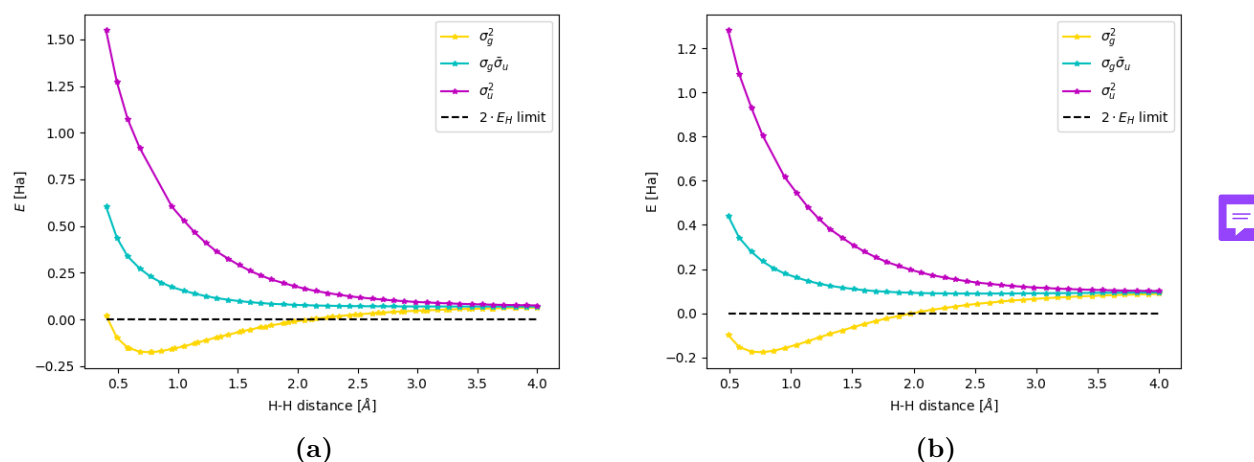 1.50
1.25
1.00
0.75
0.50
0.25
0.00
−0.25
E [Ha]
0.5 1.0 1.5 2.0 2.5 3.0 3.5 4.0
H-H distance [Å]
σ_g^2
σ_g σ̄_u
σ_u^2
2 · E_H limit
(a)
1.2
1.0
0.8
0.6
0.4
0.2
0.0
−0.2
E [Ha]
0.5 1.0 1.5 2.0 2.5 3.0 3.5 4.0
H-H distance [Å]
σ_g^2
σ_g σ̄_u
σ_u^2
2 · E_H limit
(b)